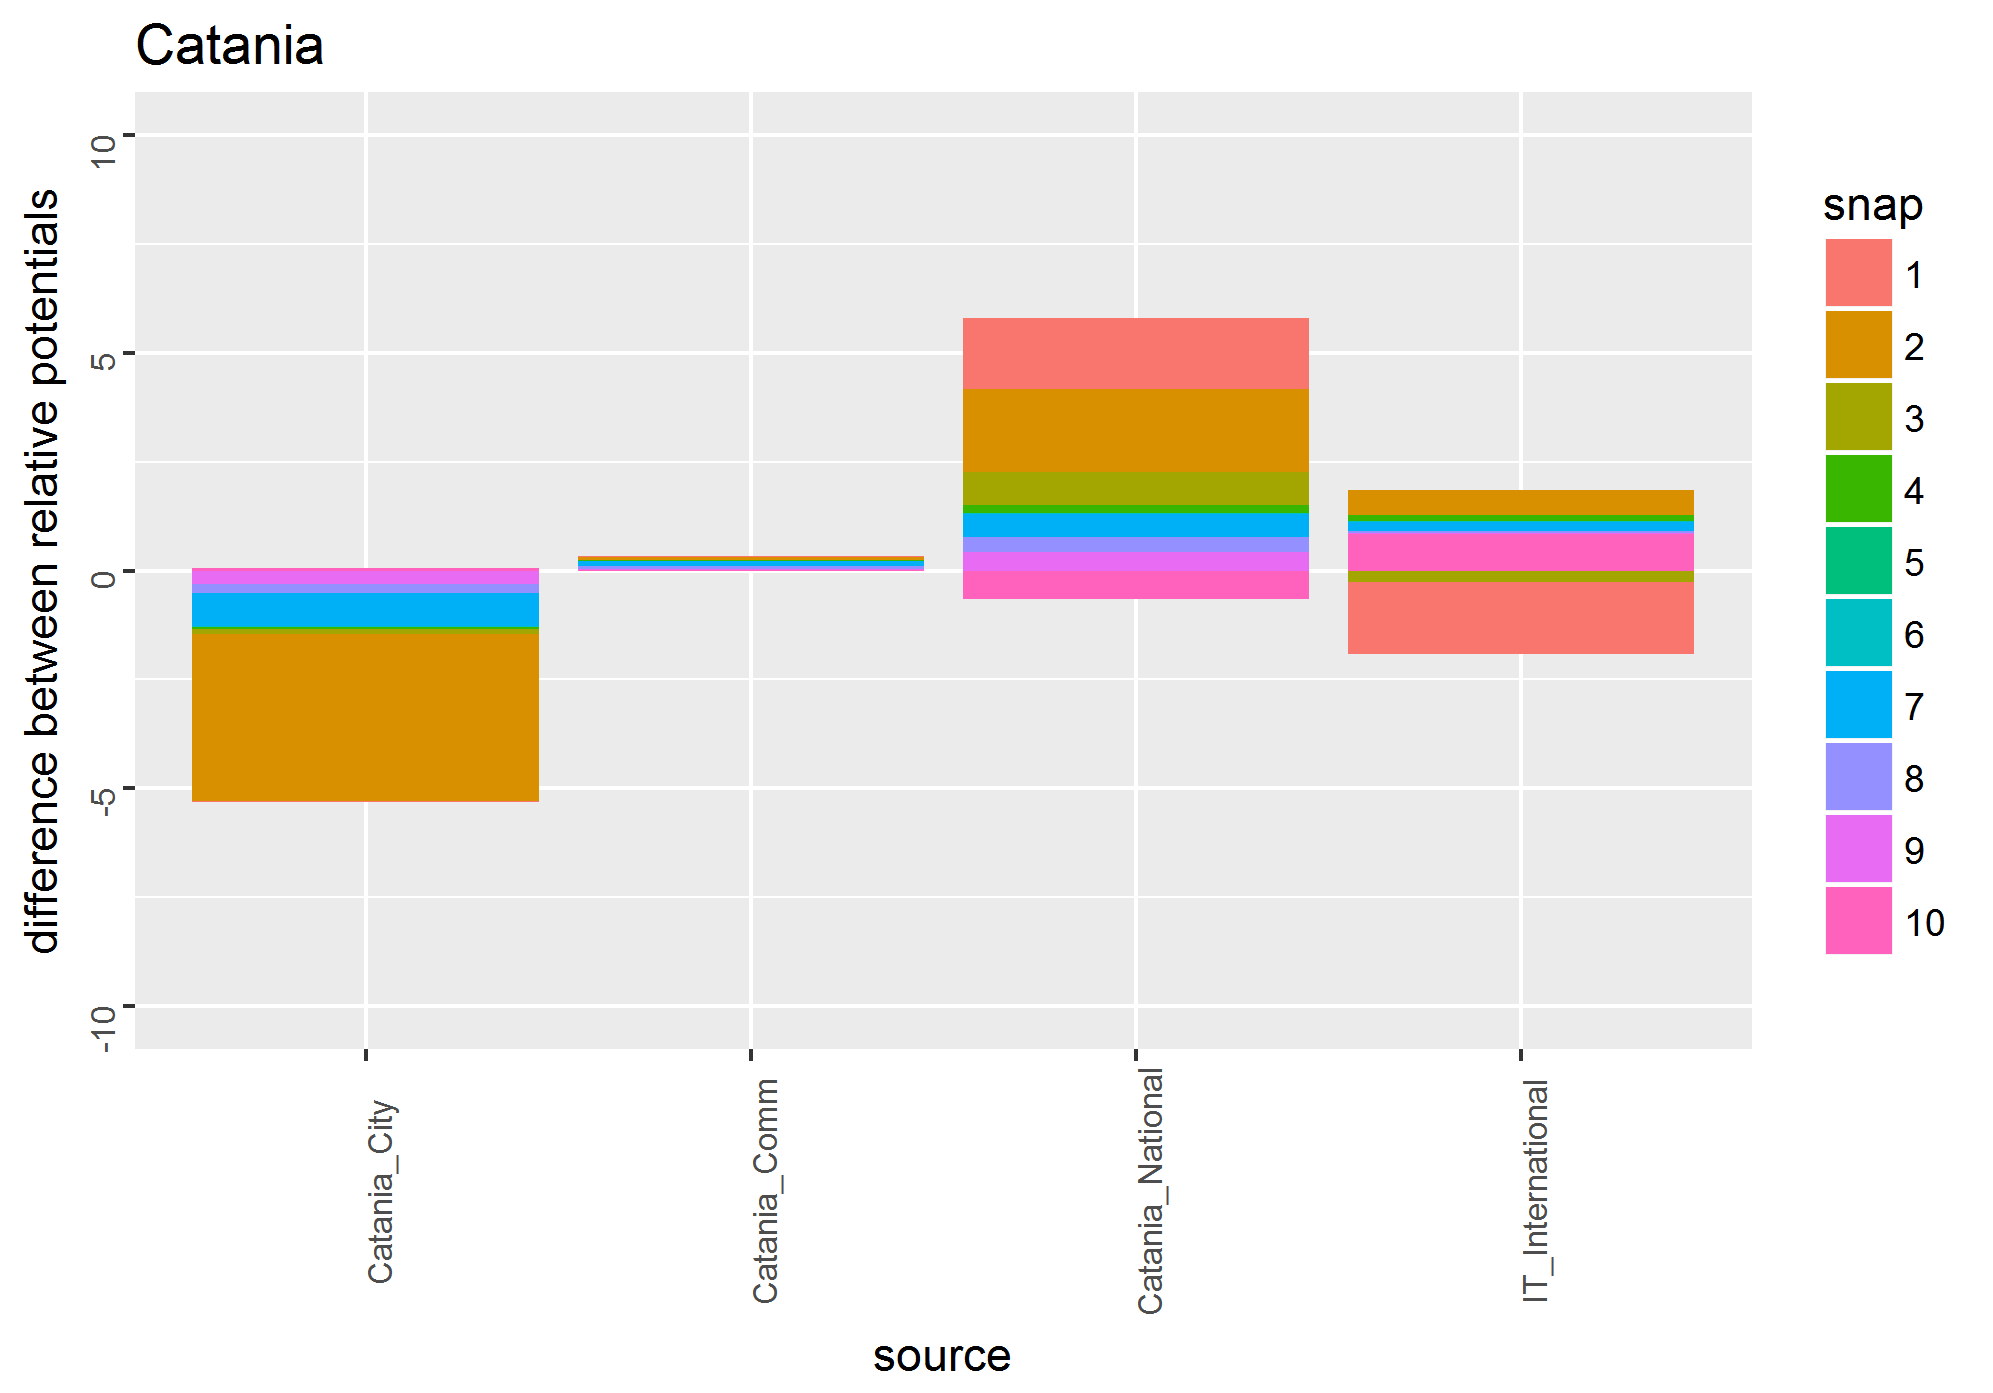 Catania
difference between relative potentials
10
5
0
-5
-10
Catania_City
Catania_Comm
Catania_National
IT_International
source
snap
1
2
3
4
5
6
7
8
9
10